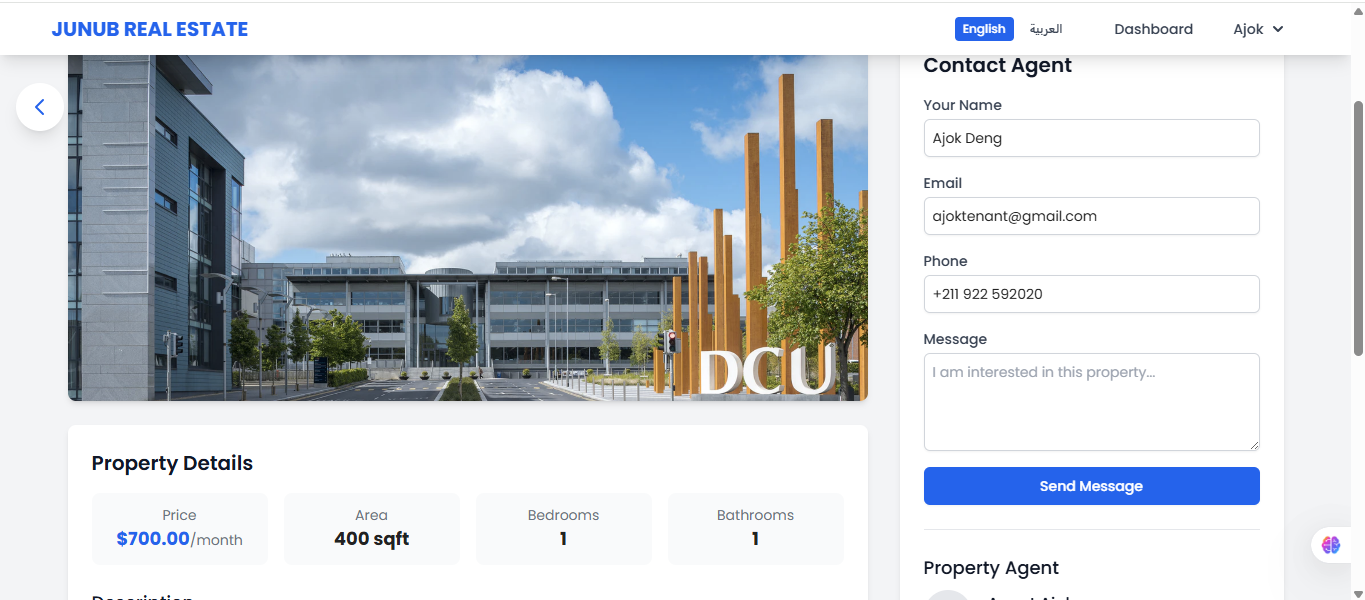 JUNUB REAL ESTATE
English
العربية
Dashboard
Ajok
DCU
Property Details
Price
$700.00/month
Area
400 sqft
Bedrooms
1
Bathrooms
1
Contact Agent
Your Name
Ajok Deng
Email
ajoktenant@gmail.com
Phone
+211 922 592020
Message
I am interested in this property...
Send Message
Property Agent